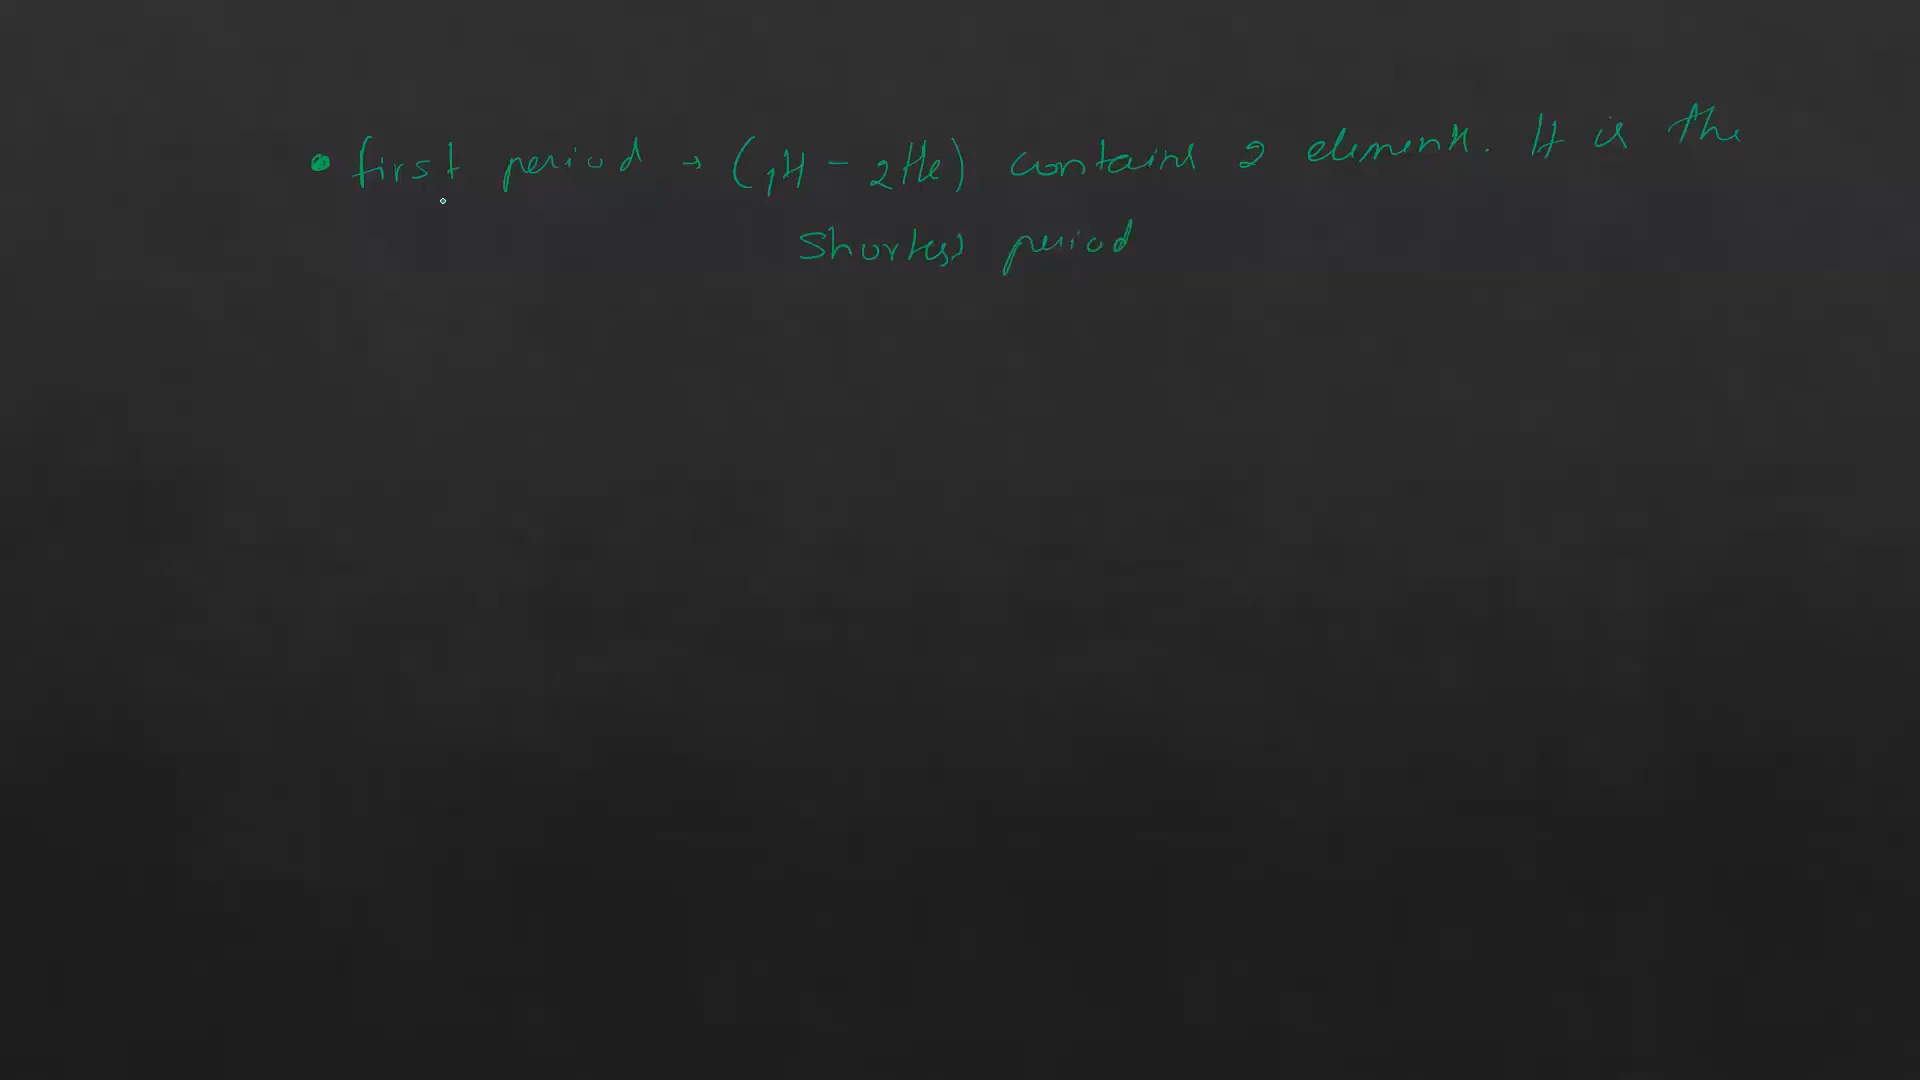 • first period → (₁H - ₂He) contains 2 elements. It is the
Shortest period